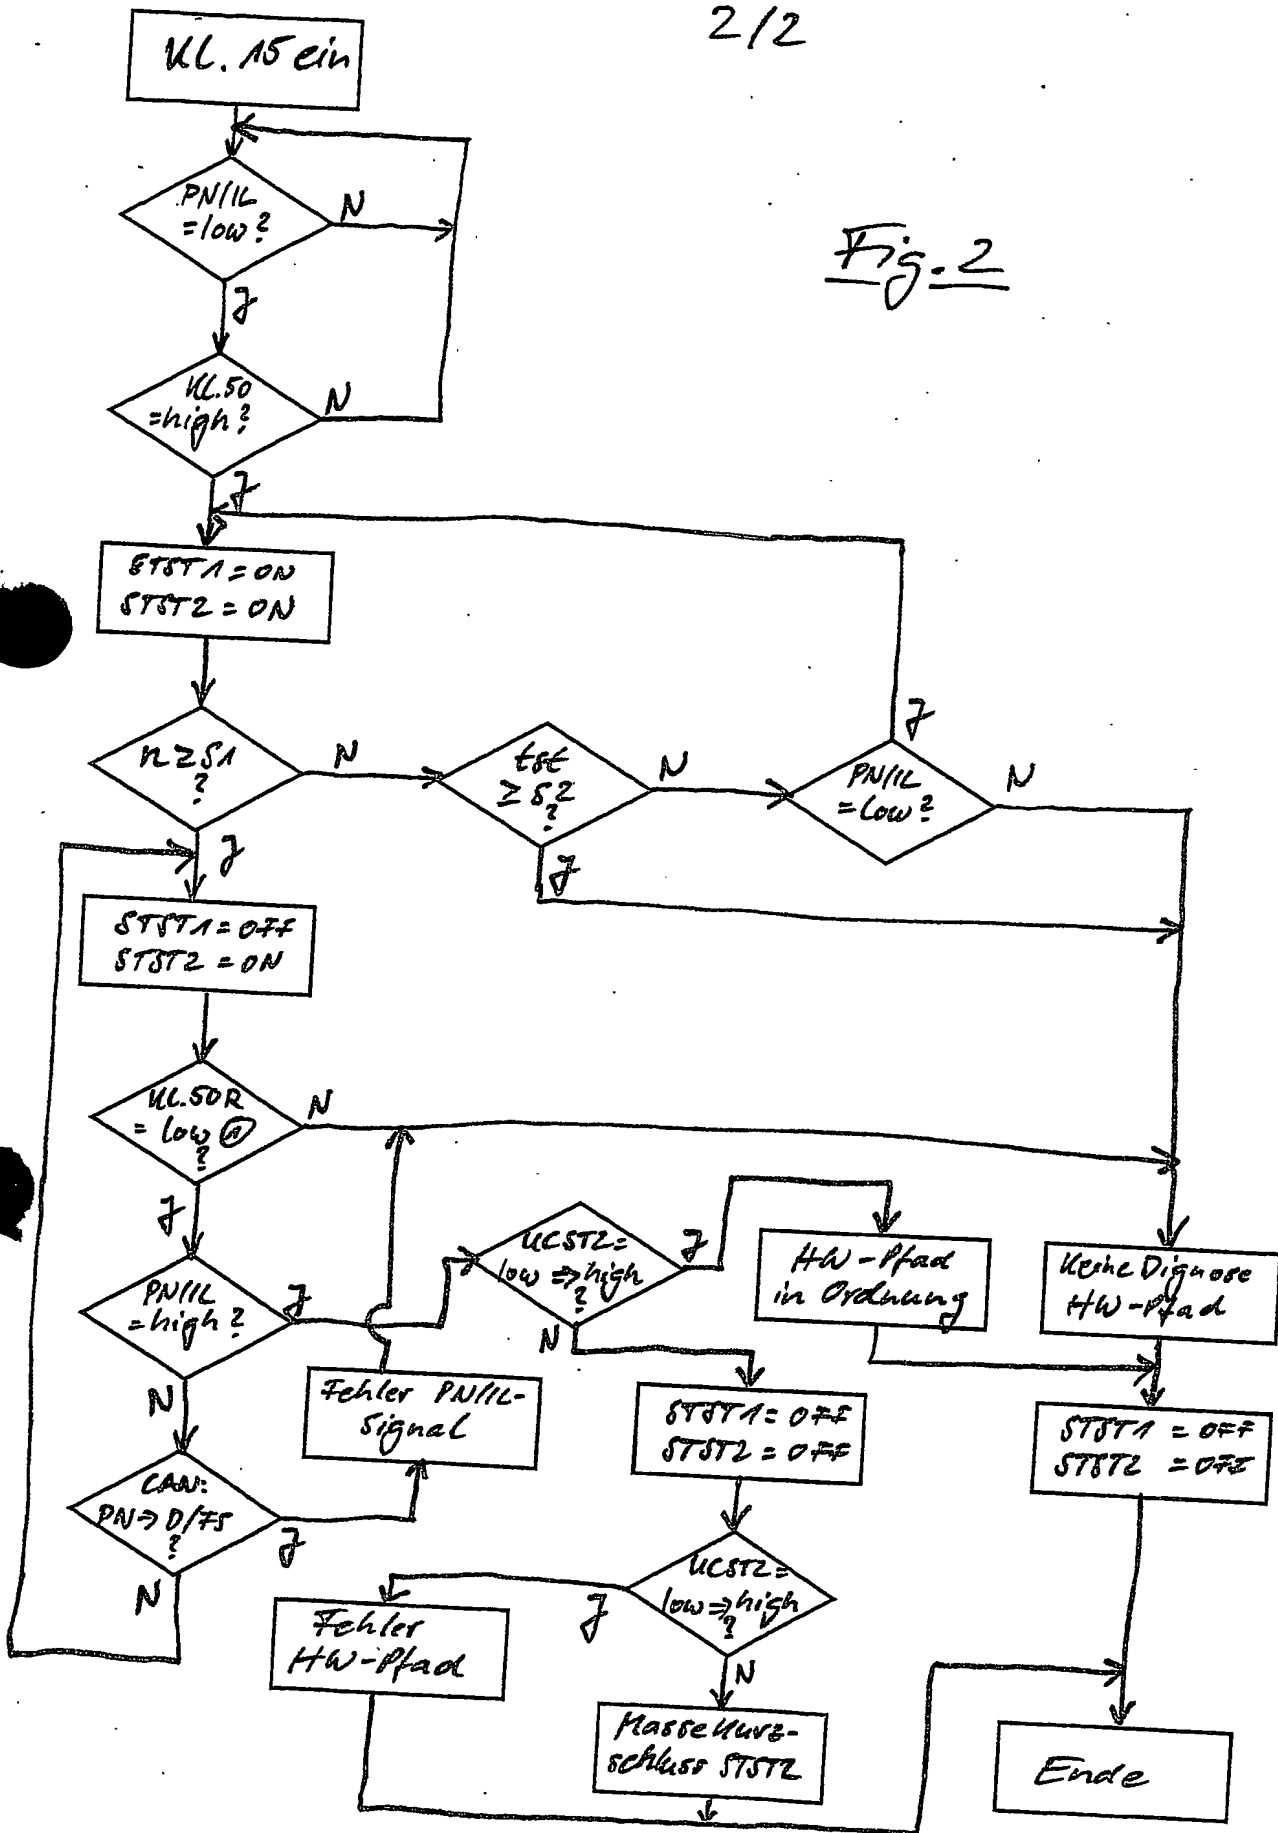 2/2
KL. 15 ein
PN/IL
=low?
N
Fig. 2
J
KL.50
=high?
N
J
STST1=ON
STST2=ON
J
n≥S1
?
N
tst
≥S2
?
N
PN/IL
=low?
N
J
J
STST1=OFF
STST2=ON
KL.50R
=low
?
N
J
UCST2=
low⇒high
?
J
HW-Pfad
in Ordnung
Keine Dignose
HW-Pfad
PN/IL
=high?
J
N
N
Fehler PN/IL-
Signal
STST1=OFF
STST2=OFF
STST1=OFF
STST2=OFF
CAN:
PN⇒D/FS
?
J
N
UCST2=
low⇒high
?
J
N
Fehler
HW-Pfad
Massekurz-
schluss STST2
Ende